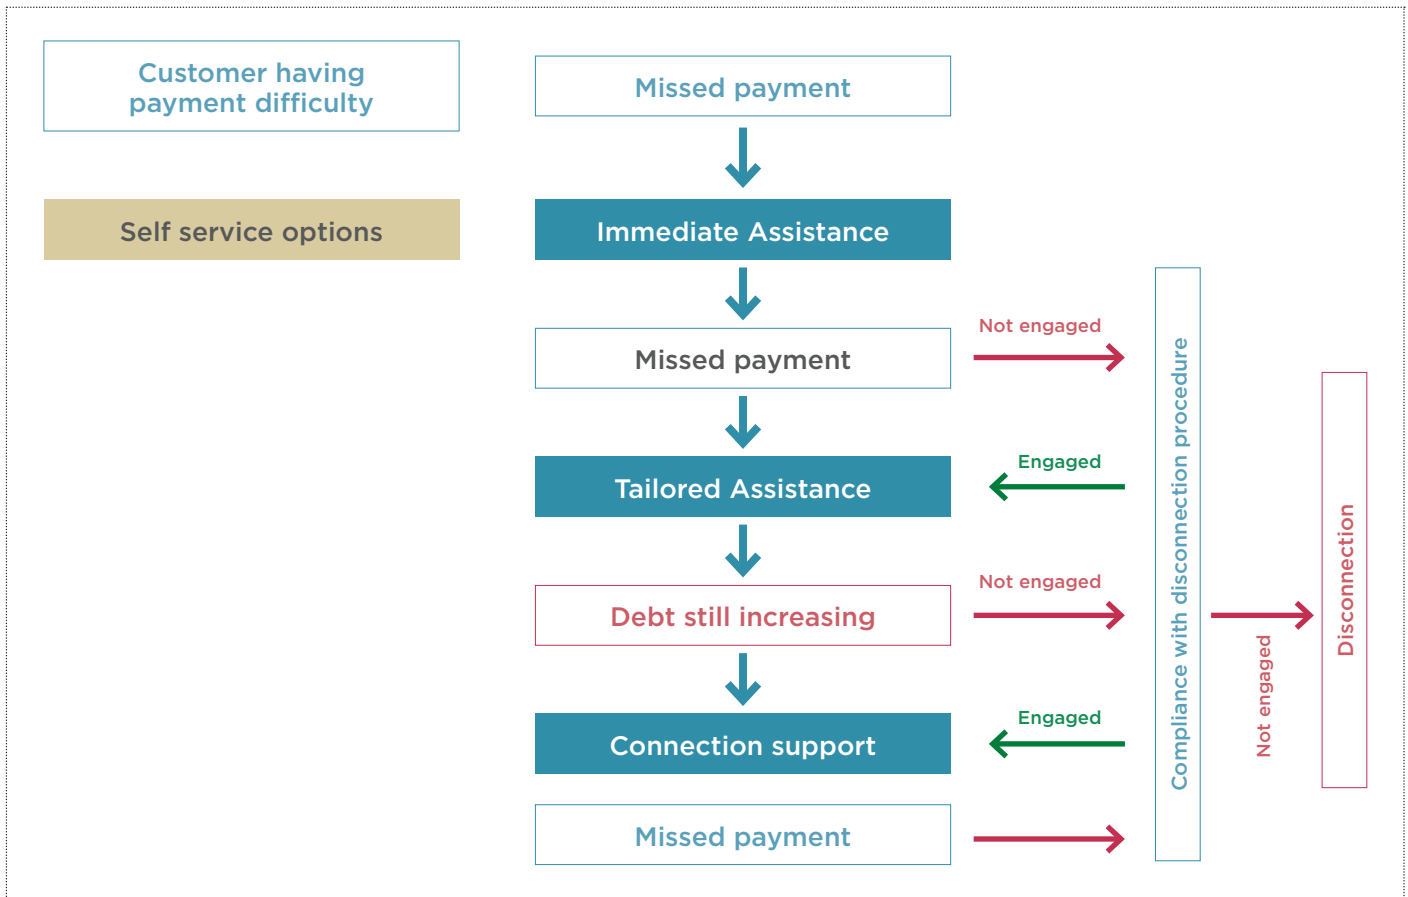 Customer having
payment difficulty
Missed payment
Self service options
Immediate Assistance
Missed payment
Not engaged
Engaged
Tailored Assistance
Debt still increasing
Not engaged
Engaged
Connection support
Missed payment
Compliance with disconnection procedure
Not engaged
Disconnection